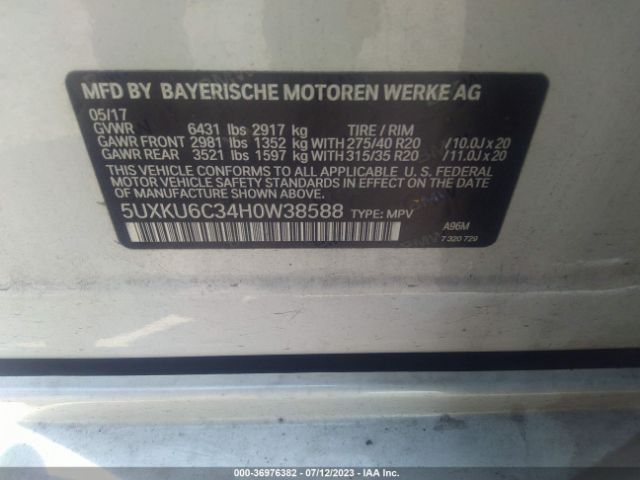 MFD BY BAYERISCHE MOTOREN WERKE AG
05/17
GVWR 6431 lbs 2917 kg TIRE / RIM
GAWR FRONT 2981 lbs 1352 kg WITH 275/40 R20 /10.0J x 20
GAWR REAR 3521 lbs 1597 kg WITH 315/35 R20 /11.0J x 20
THIS VEHICLE CONFORMS TO ALL APPLICABLE U. S. FEDERAL
MOTOR VEHICLE SAFETY STANDARDS IN EFFECT ON THE DATE
OF MANUFACTURE SHOWN ABOVE.
5UXKU6C34H0W38588 TYPE: MPV
A96M
7 320 729
000-36976382 / 07/12/2023 - IAA Inc.